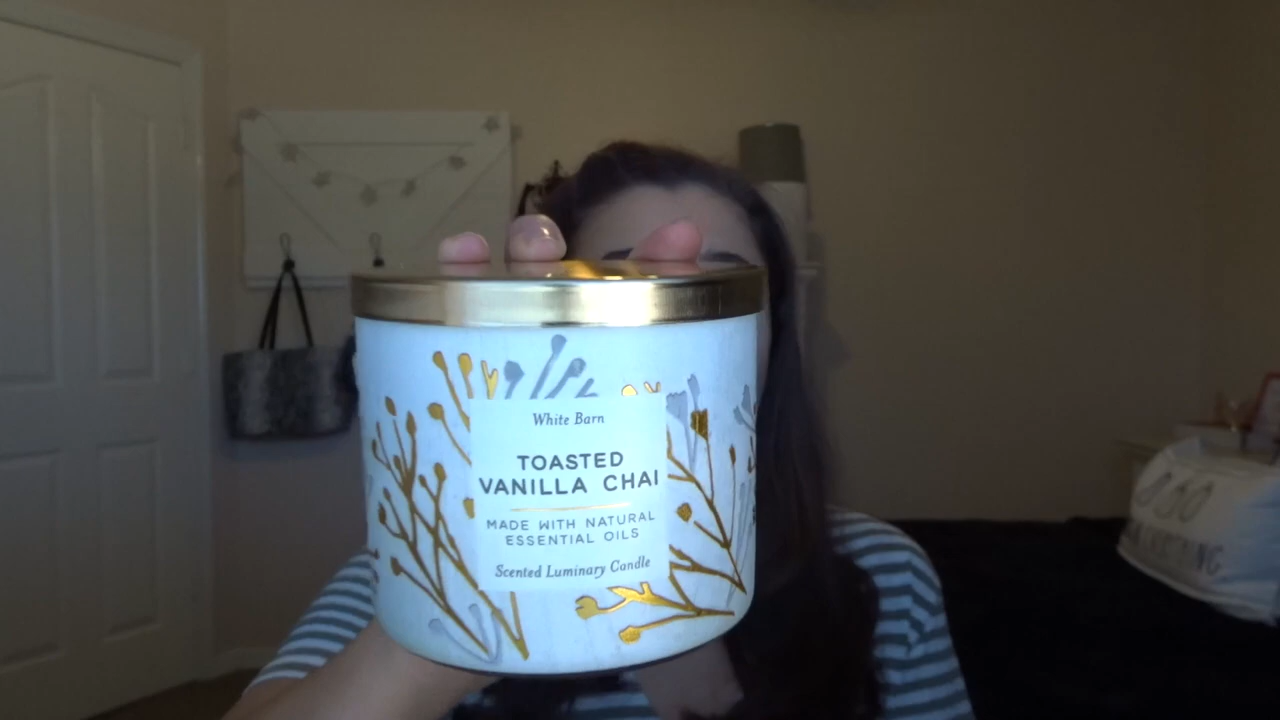 White Barn
TOASTED
VANILLA CHAI
MADE WITH NATURAL
ESSENTIAL OILS
Scented Luminary Candle